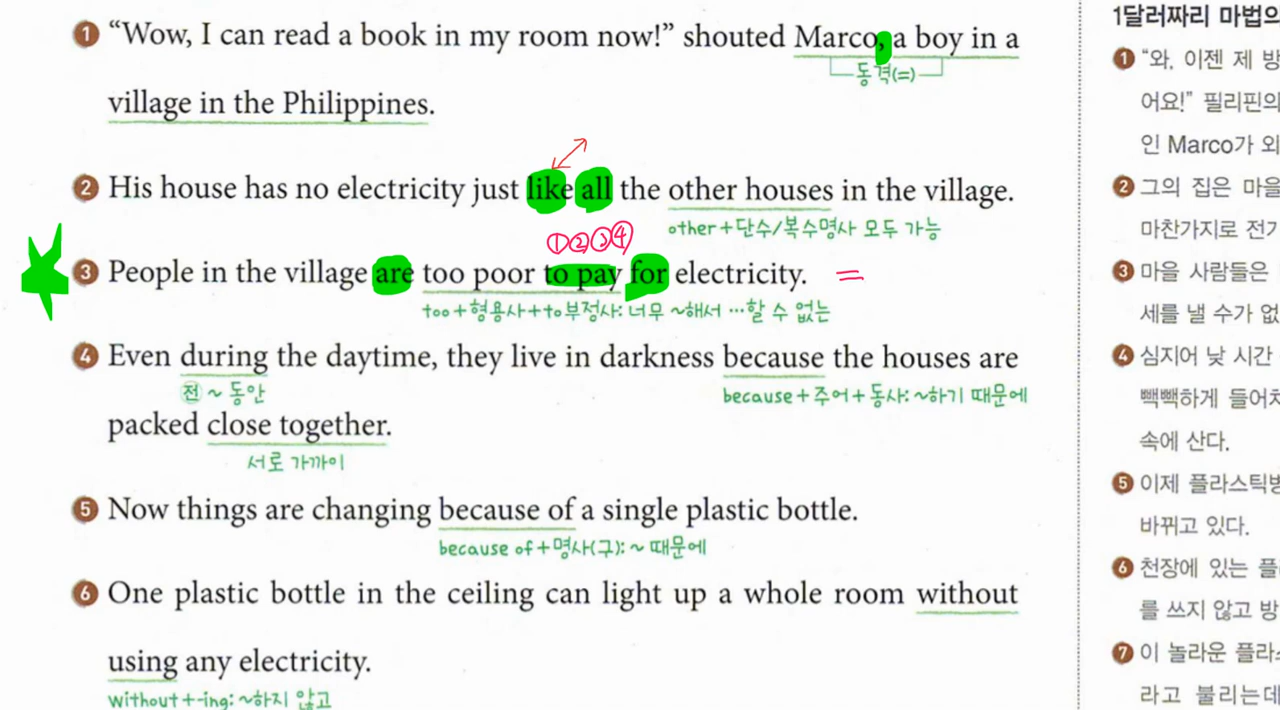 ❶ “Wow, I can read a book in my room now!” shouted Marco, a boy in a
동격(=)
village in the Philippines.
❷ His house has no electricity just like all the other houses in the village.
other+단수/복수명사 모두 가능
①②③④
❸ People in the village are too poor to pay for electricity. =
too+형용사+to부정사: 너무 ~해서 …할 수 없는
❹ Even during the daytime, they live in darkness because the houses are
전 ~ 동안
because+주어+동사: ~하기 때문에
packed close together.
서로 가까이
❺ Now things are changing because of a single plastic bottle.
because of+명사(구): ~ 때문에
❻ One plastic bottle in the ceiling can light up a whole room without
using any electricity.
without+-ing: ~하지 않고
1달러짜리 마법의
❶ “와, 이젠 제 방
어요!” 필리핀의
인 Marco가 외
❷ 그의 집은 마을
마찬가지로 전기
❸ 마을 사람들은
세를 낼 수가 없
❹ 심지어 낮 시간
빽빽하게 들어차
속에 산다.
❺ 이제 플라스틱병
바뀌고 있다.
❻ 천장에 있는 플
를 쓰지 않고 방
❼ 이 놀라운 플라스
라고 불리는데